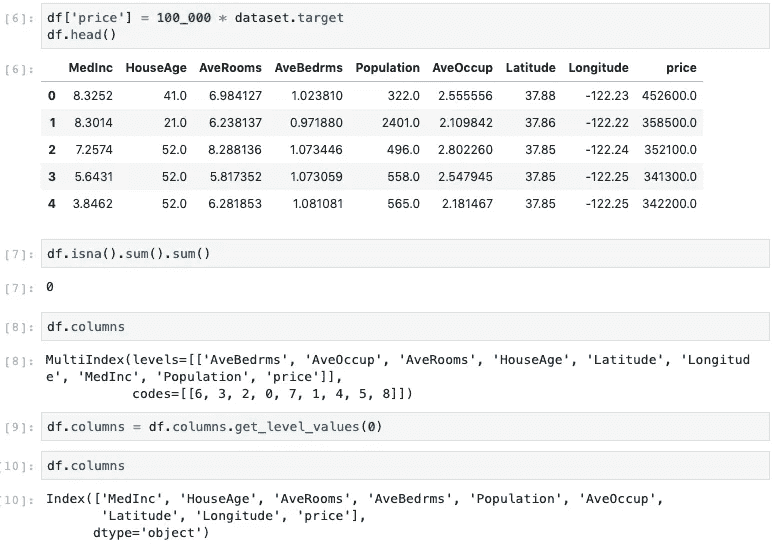 [6]: df['price'] = 100_000 * dataset.target
df.head()
[6]: MedInc HouseAge AveRooms AveBedrms Population AveOccup Latitude Longitude price
0 8.3252 41.0 6.984127 1.023810 322.0 2.555556 37.88 -122.23 452600.0
1 8.3014 21.0 6.238137 0.971880 2401.0 2.109842 37.86 -122.22 358500.0
2 7.2574 52.0 8.288136 1.073446 496.0 2.802260 37.85 -122.24 352100.0
3 5.6431 52.0 5.817352 1.073059 558.0 2.547945 37.85 -122.25 341300.0
4 3.8462 52.0 6.281853 1.081081 565.0 2.181467 37.85 -122.25 342200.0
[7]: df.isna().sum().sum()
[7]: 0
[8]: df.columns
[8]: MultiIndex(levels=[['AveBedrms', 'AveOccup', 'AveRooms', 'HouseAge', 'Latitude', 'Longitud
e', 'MedInc', 'Population', 'price']],
codes=[[6, 3, 2, 0, 7, 1, 4, 5, 8]])
[9]: df.columns = df.columns.get_level_values(0)
10]: df.columns
10]: Index(['MedInc', 'HouseAge', 'AveRooms', 'AveBedrms', 'Population', 'AveOccup',
'Latitude', 'Longitude', 'price'],
dtype='object')